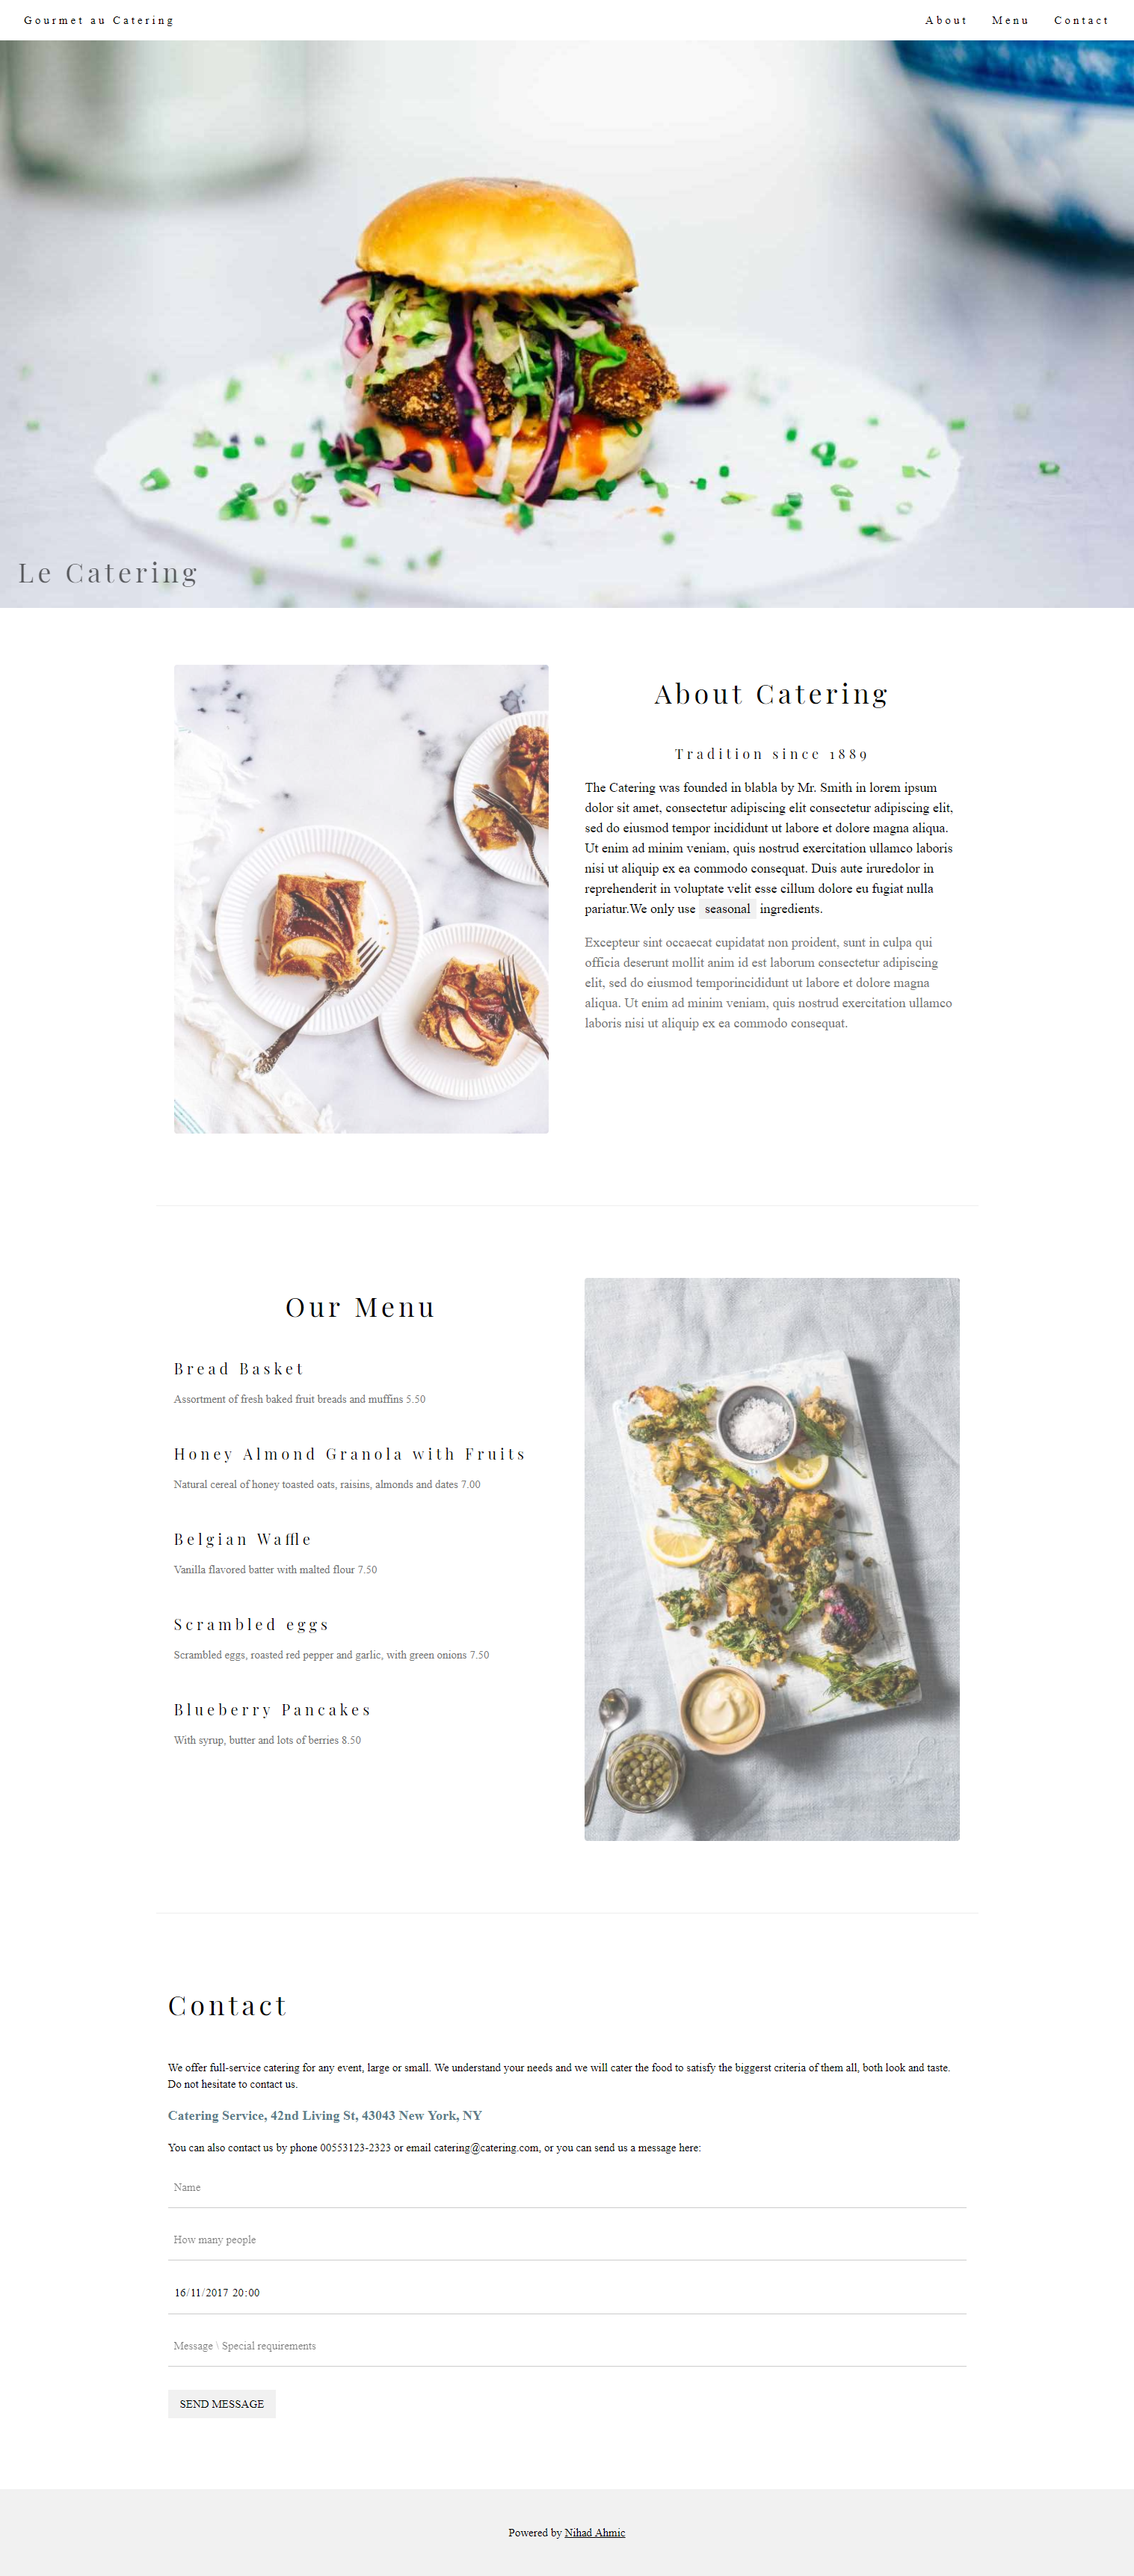 Gourmet au Catering
About Menu Contact
Le Catering
About Catering
Tradition since 1889
The Catering was founded in blabla by Mr. Smith in lorem ipsum
dolor sit amet, consectetur adipiscing elit consectetur adipiscing elit,
sed do eiusmod tempor incididunt ut labore et dolore magna aliqua.
Ut enim ad minim veniam, quis nostrud exercitation ullamco laboris
nisi ut aliquip ex ea commodo consequat. Duis aute iruredolor in
reprehenderit in voluptate velit esse cillum dolore eu fugiat nulla
pariatur.We only use seasonal ingredients.
Excepteur sint occaecat cupidatat non proident, sunt in culpa qui
officia deserunt mollit anim id est laborum consectetur adipiscing
elit, sed do eiusmod temporincididunt ut labore et dolore magna
aliqua. Ut enim ad minim veniam, quis nostrud exercitation ullamco
laboris nisi ut aliquip ex ea commodo consequat.
Our Menu
Bread Basket
Assortment of fresh baked fruit breads and muffins 5.50
Honey Almond Granola with Fruits
Natural cereal of honey toasted oats, raisins, almonds and dates 7.00
Belgian Waffle
Vanilla flavored batter with malted flour 7.50
Scrambled eggs
Scrambled eggs, roasted red pepper and garlic, with green onions 7.50
Blueberry Pancakes
With syrup, butter and lots of berries 8.50
Contact
We offer full-service catering for any event, large or small. We understand your needs and we will cater the food to satisfy the biggerst criteria of them all, both look and taste.
Do not hesitate to contact us.
Catering Service, 42nd Living St, 43043 New York, NY
You can also contact us by phone 00553123-2323 or email catering@catering.com, or you can send us a message here:
Name
How many people
16/11/2017 20:00
Message \ Special requirements
SEND MESSAGE
Powered by Nihad Ahmic